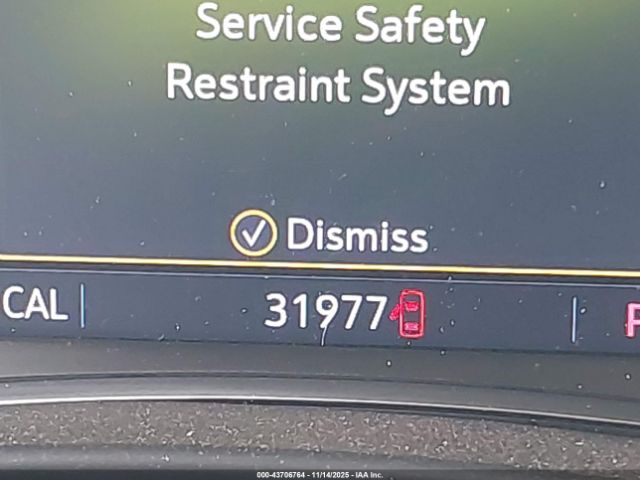 Service Safety
Restraint System
Dismiss
CAL 31977 P
000-43706764 - 11/14/2025 - IAA Inc.